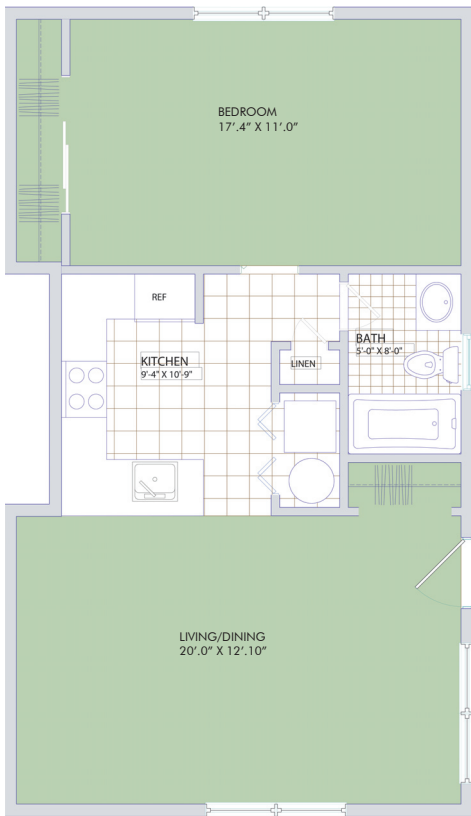 BEDROOM
17'.4" X 11'.0"
REF
KITCHEN
9'-4" X 10'-9"
BATH
5'-0" X 8'-0"
LINEN
LIVING/DINING
20'.0" X 12'.10"